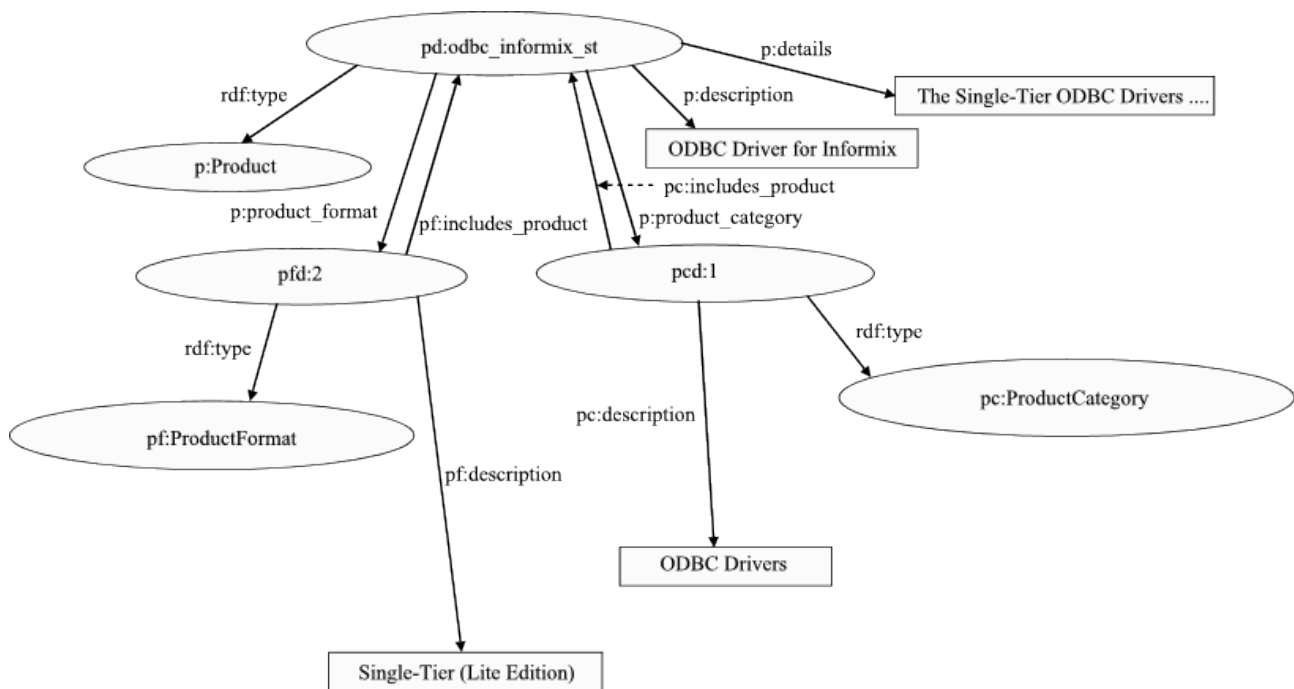 pd:odbc_informix_st
p:details
rdf:type
p:description
The Single-Tier ODBC Drivers ....
ODBC Driver for Informix
p:Product
pc:includes_product
p:product_format
pf:includes_product
p:product_category
pfd:2
pcd:1
rdf:type
rdf:type
pc:ProductCategory
pc:description
pf:ProductFormat
pf:description
ODBC Drivers
Single-Tier (Lite Edition)